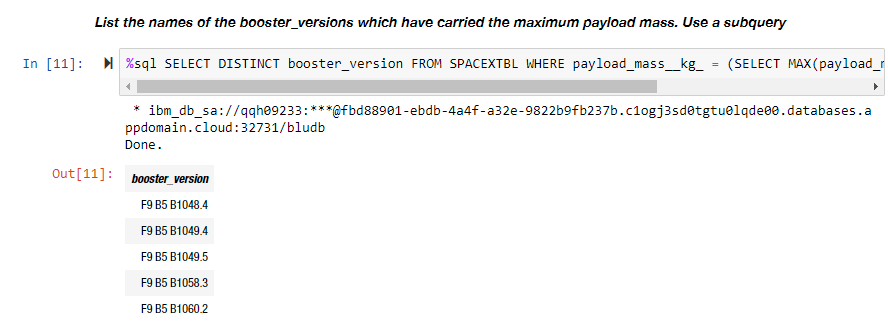 List the names of the booster_versions which have carried the maximum payload mass. Use a subquery
In [11]: %sql SELECT DISTINCT booster_version FROM SPACEXTBL WHERE payload_mass__kg_ = (SELECT MAX(payload_
* ibm_db_sa://qqh09233:***@fbd88901-ebdb-4a4f-a32e-9822b9fb237b.c1ogj3sd0tgtu0lqde00.databases.a
ppdomain.cloud:32731/bludb
Done.
Out[11]: booster_version
F9 B5 B1048.4
F9 B5 B1049.4
F9 B5 B1049.5
F9 B5 B1058.3
F9 B5 B1060.2